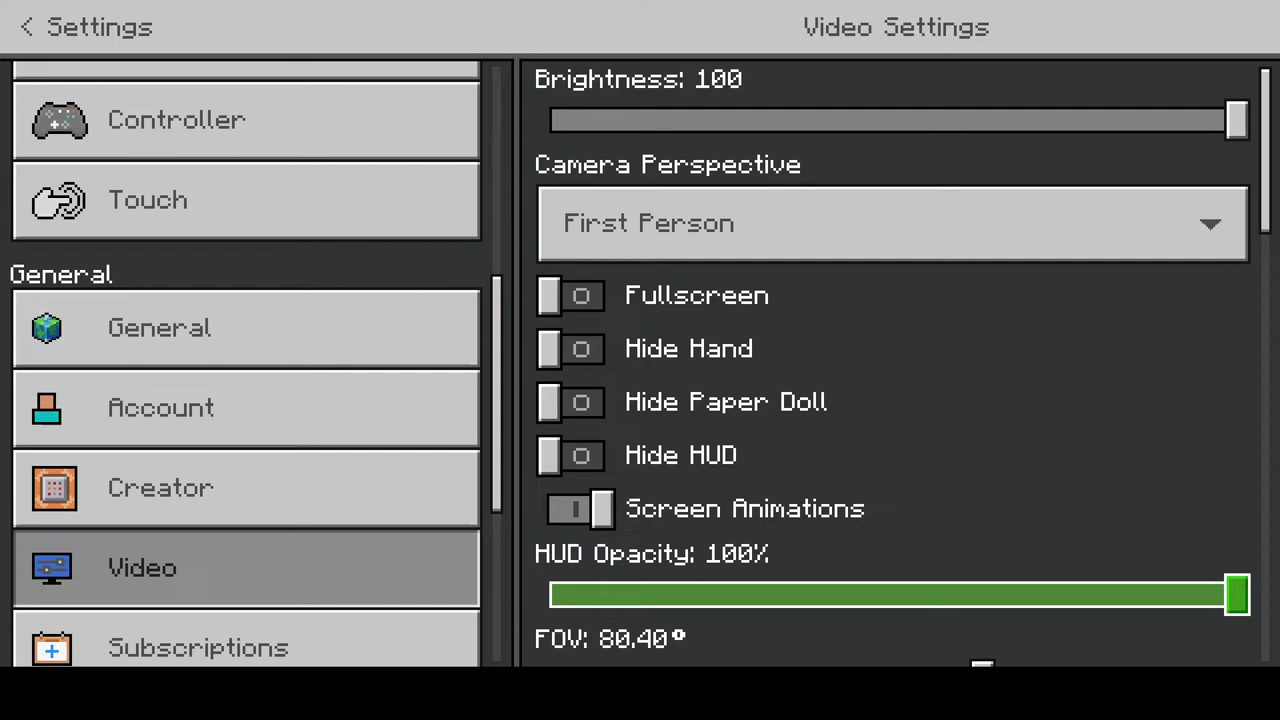 Settings
Video Settings
Controller
Touch
General
General
Account
Creator
Video
Subscriptions
Brightness: 100
Camera Perspective
First Person
Fullscreen
Hide Hand
Hide Paper Doll
Hide HUD
Screen Animations
HUD Opacity: 100%
FOV: 80.40°